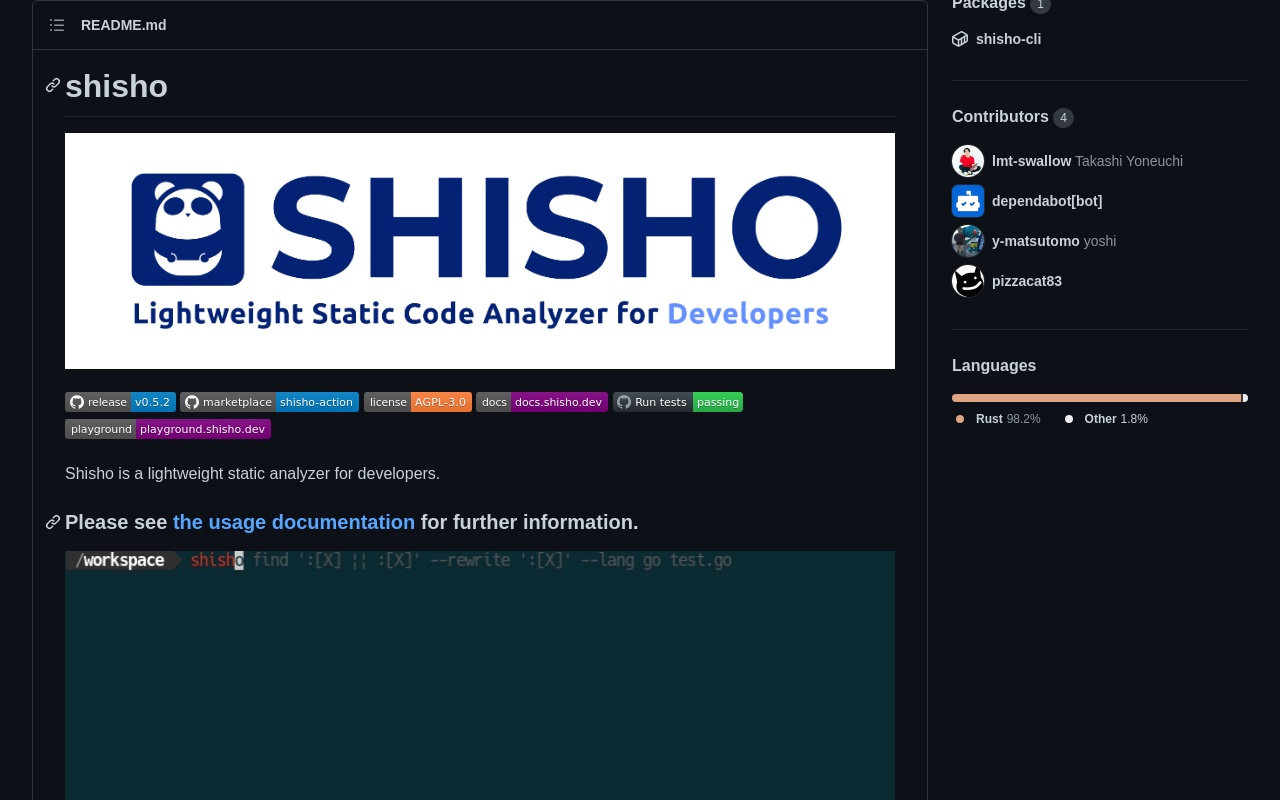 README.md
shisho
SHISHO
Lightweight Static Code Analyzer for Developers
release v0.5.2 marketplace shisho-action license AGPL-3.0 docs docs.shisho.dev Run tests passing
playground playground.shisho.dev
Shisho is a lightweight static analyzer for developers.
Please see the usage documentation for further information.
/workspace shisho find ':[X] || :[X]' --rewrite ':[X]' --lang go test.go
Packages 1
shisho-cli
Contributors 4
lmt-swallow Takashi Yoneuchi
dependabot[bot]
y-matsutomo yoshi
pizzacat83
Languages
Rust 98.2% Other 1.8%